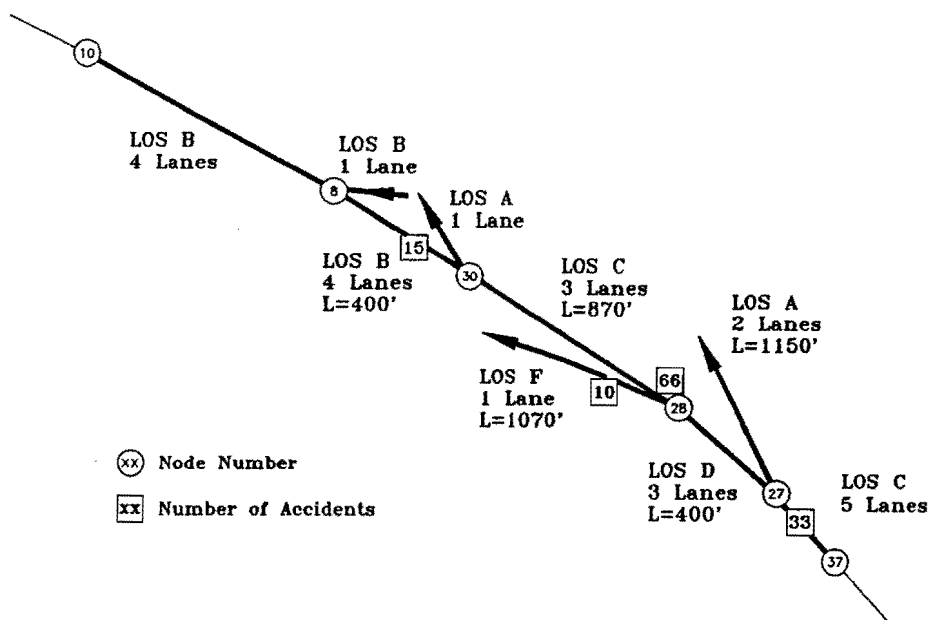 10
LOS B
4 Lanes
LOS B
1 Lane
8
LOS A
1 Lane
15
30
LOS B
4 Lanes
L=400'
LOS C
3 Lanes
L=870'
LOS A
2 Lanes
L=1150'
LOS F
1 Lane
L=1070'
10
66
28
xx Node Number
xx Number of Accidents
LOS D
3 Lanes
L=400'
27
LOS C
5 Lanes
33
37